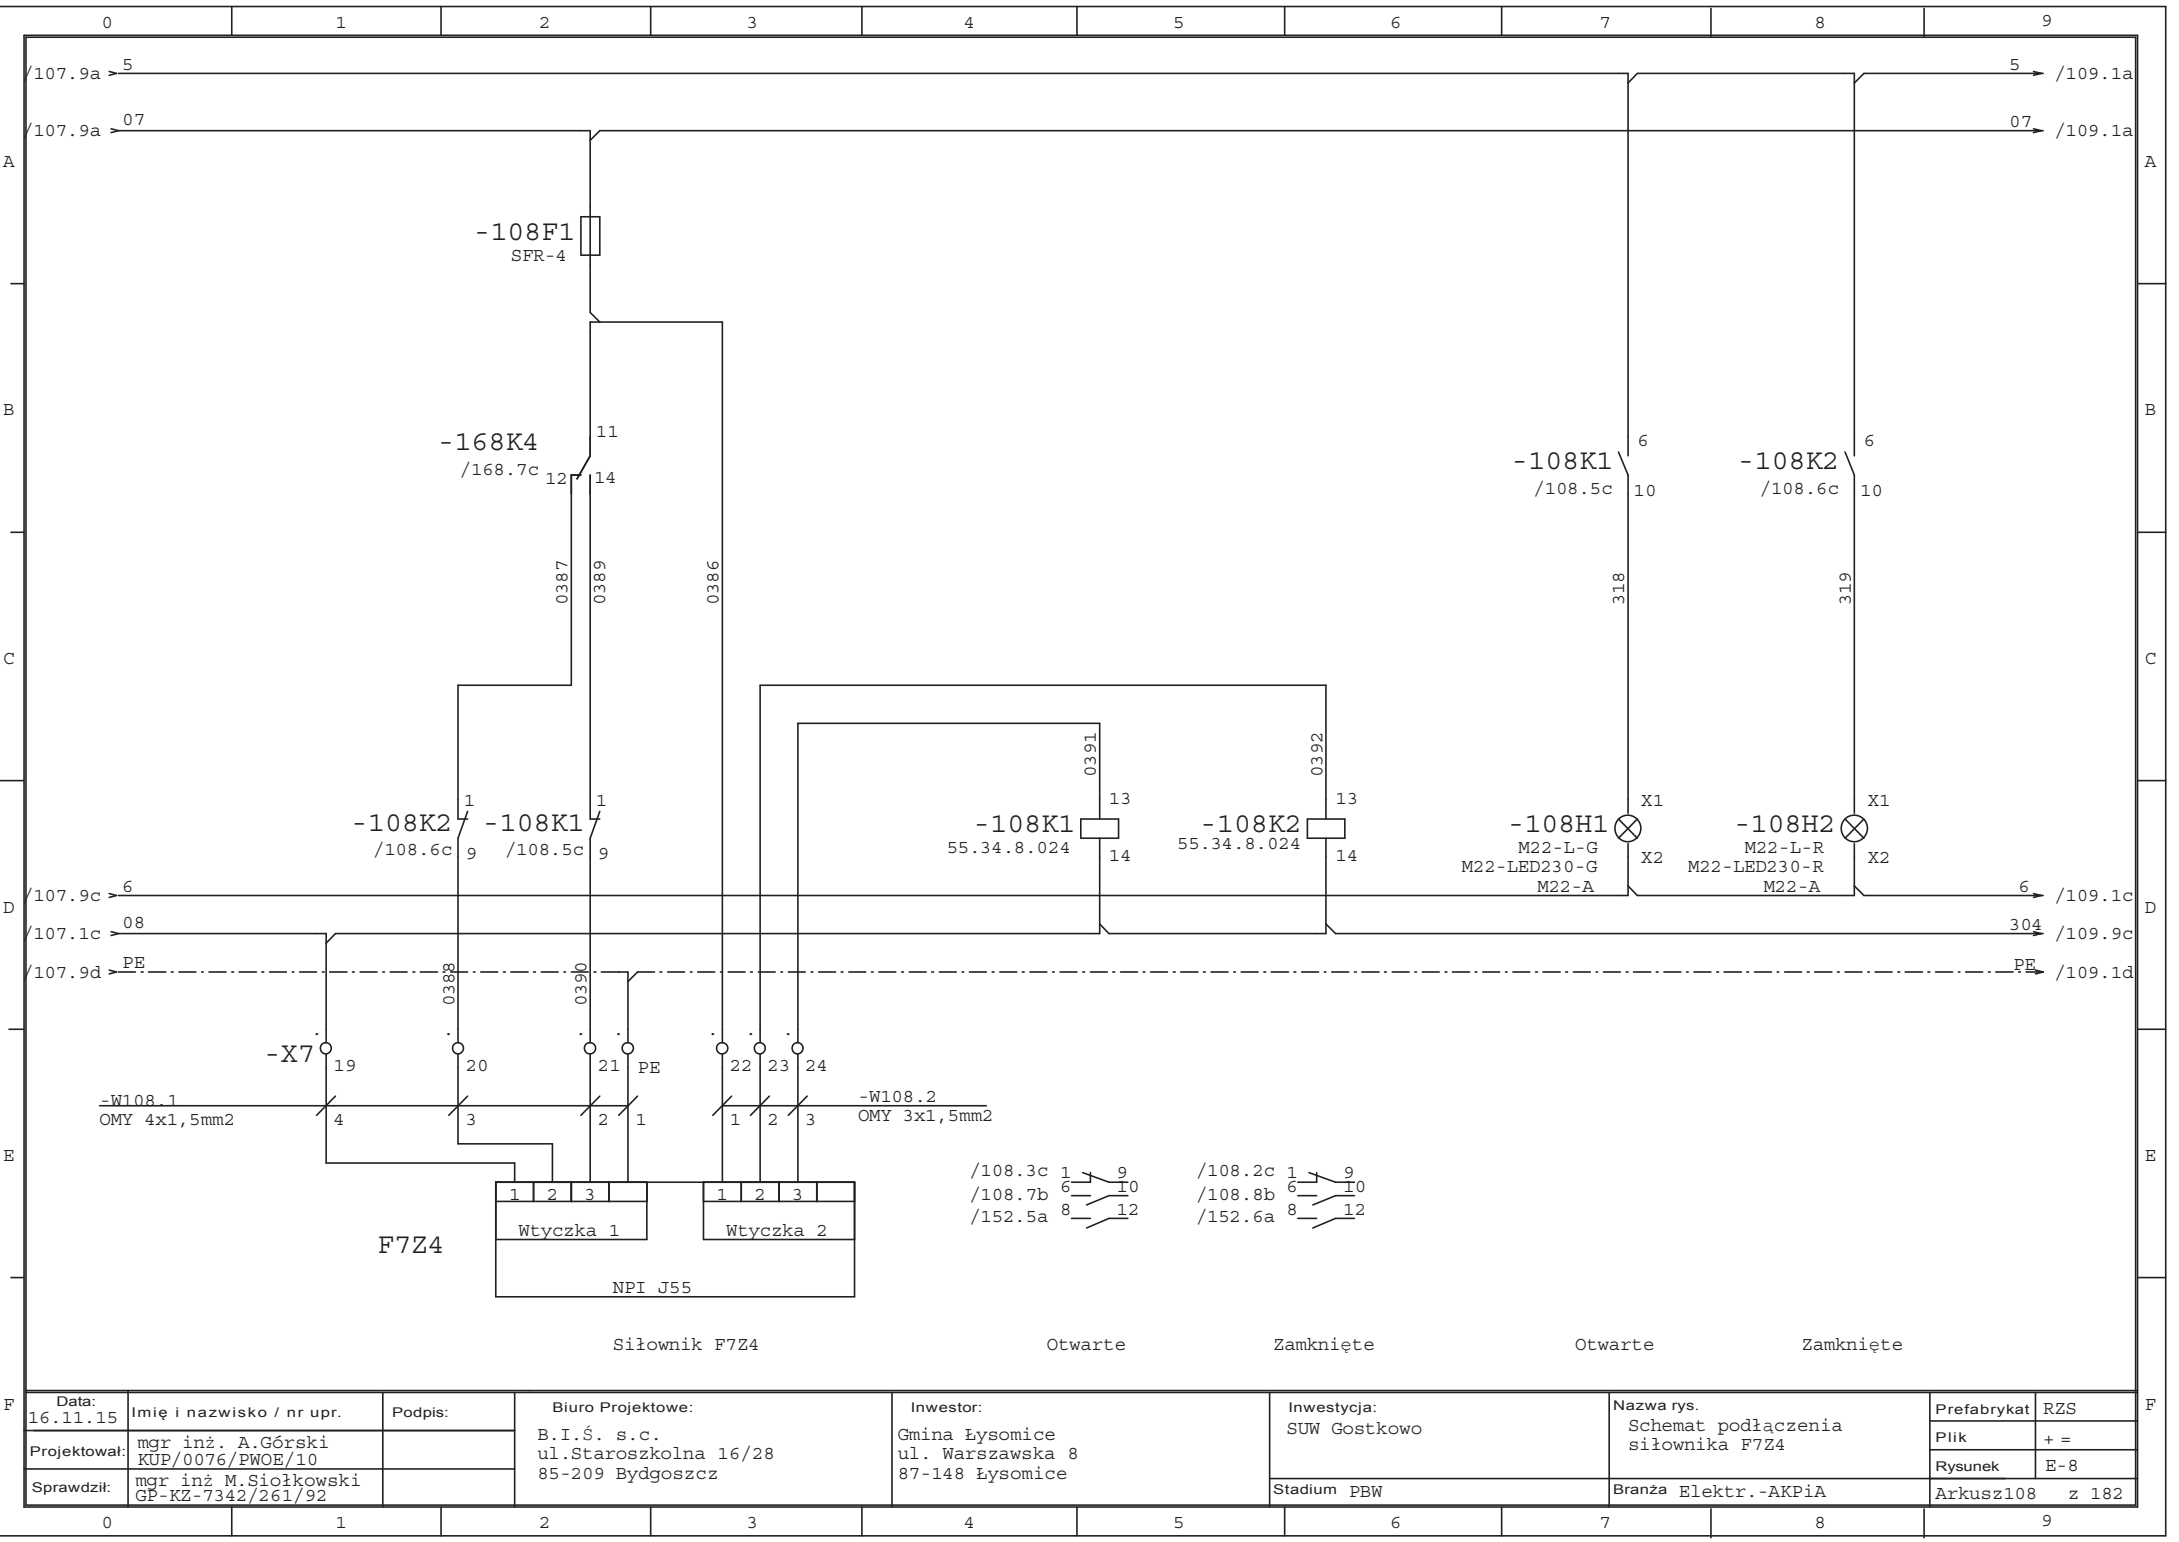 0 1 2 3 4 5 6 7 8 9
/107.9a 5 5 /109.1a
/107.9a 07 07 /109.1a
A A
-108F1
SFR-4
B B
-168K4 11
/168.7c 12 14
-108K1 6
/108.5c 10
-108K2 6
/108.6c 10
0387 0389 0386 318 319
C C
0391 0392
-108K2 1
/108.6c 9
-108K1 1
/108.5c 9
-108K1 13
55.34.8.024 14
-108K2 13
55.34.8.024 14
-108H1 X1
M22-L-G X2
M22-LED230-G
M22-A
-108H2 X1
M22-L-R X2
M22-LED230-R
M22-A
/107.9c 6 6 /109.1c
D D
/107.1c 08 304 /109.9c
/107.9d PE PE /109.1d
0388 0390
-X7 19 20 21 PE 22 23 24
-W108.1
OMY 4x1,5mm2 4 3 2 1
-W108.2
1 2 3 OMY 3x1,5mm2
E E
/108.3c 1 9
/108.7b 6 10
/152.5a 8 12
/108.2c 1 9
/108.8b 6 10
/152.6a 8 12
1 2 3 1 2 3
Wtyczka 1 Wtyczka 2
F7Z4
NPI J55
Siłownik F7Z4 Otwarte Zamknięte Otwarte Zamknięte
F F
Data:
16.11.15
Imię i nazwisko / nr upr.
Podpis:
Projektował:
mgr inż. A.Górski
KUP/0076/PWOE/10
Sprawdził:
mgr inż M.Siołkowski
GP-KZ-7342/261/92
Biuro Projektowe:
B.I.Ś. s.c.
ul.Staroszkolna 16/28
85-209 Bydgoszcz
Inwestor:
Gmina Łysomice
ul. Warszawska 8
87-148 Łysomice
Inwestycja:
SUW Gostkowo
Stadium PBW
Nazwa rys.
Schemat podłączenia
siłownika F7Z4
Branża Elektr.-AKPiA
Prefabrykat RZS
Plik + =
Rysunek E-8
Arkusz108 z 182
0 1 2 3 4 5 6 7 8 9